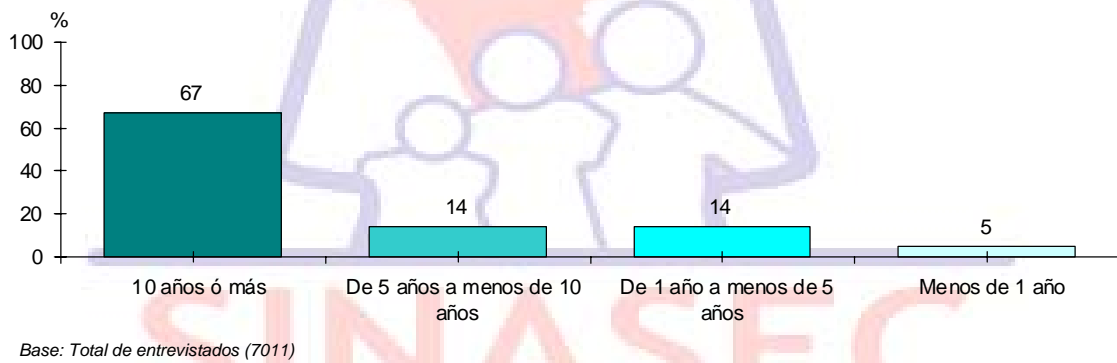 %
100
80
60
40
20
0
67
14
14
5
10 años ó más
De 5 años a menos de 10
años
De 1 año a menos de 5
años
Menos de 1 año
SINASEC
Base: Total de entrevistados (7011)